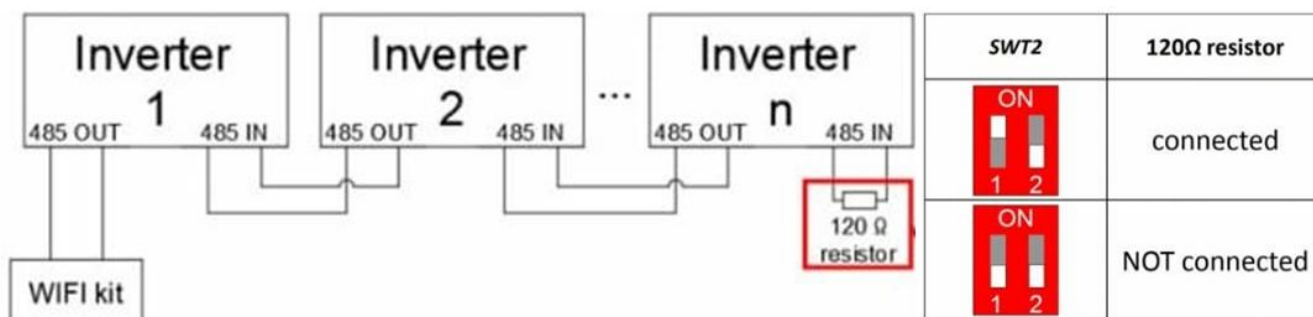 Inverter
1
485 OUT 485 IN
Inverter
2
485 OUT 485 IN
...
Inverter
n
485 OUT 485 IN
120 Ω
resistor
WIFI kit
SWT2 120Ω resistor
ON
1 2
connected
ON
1 2
NOT connected